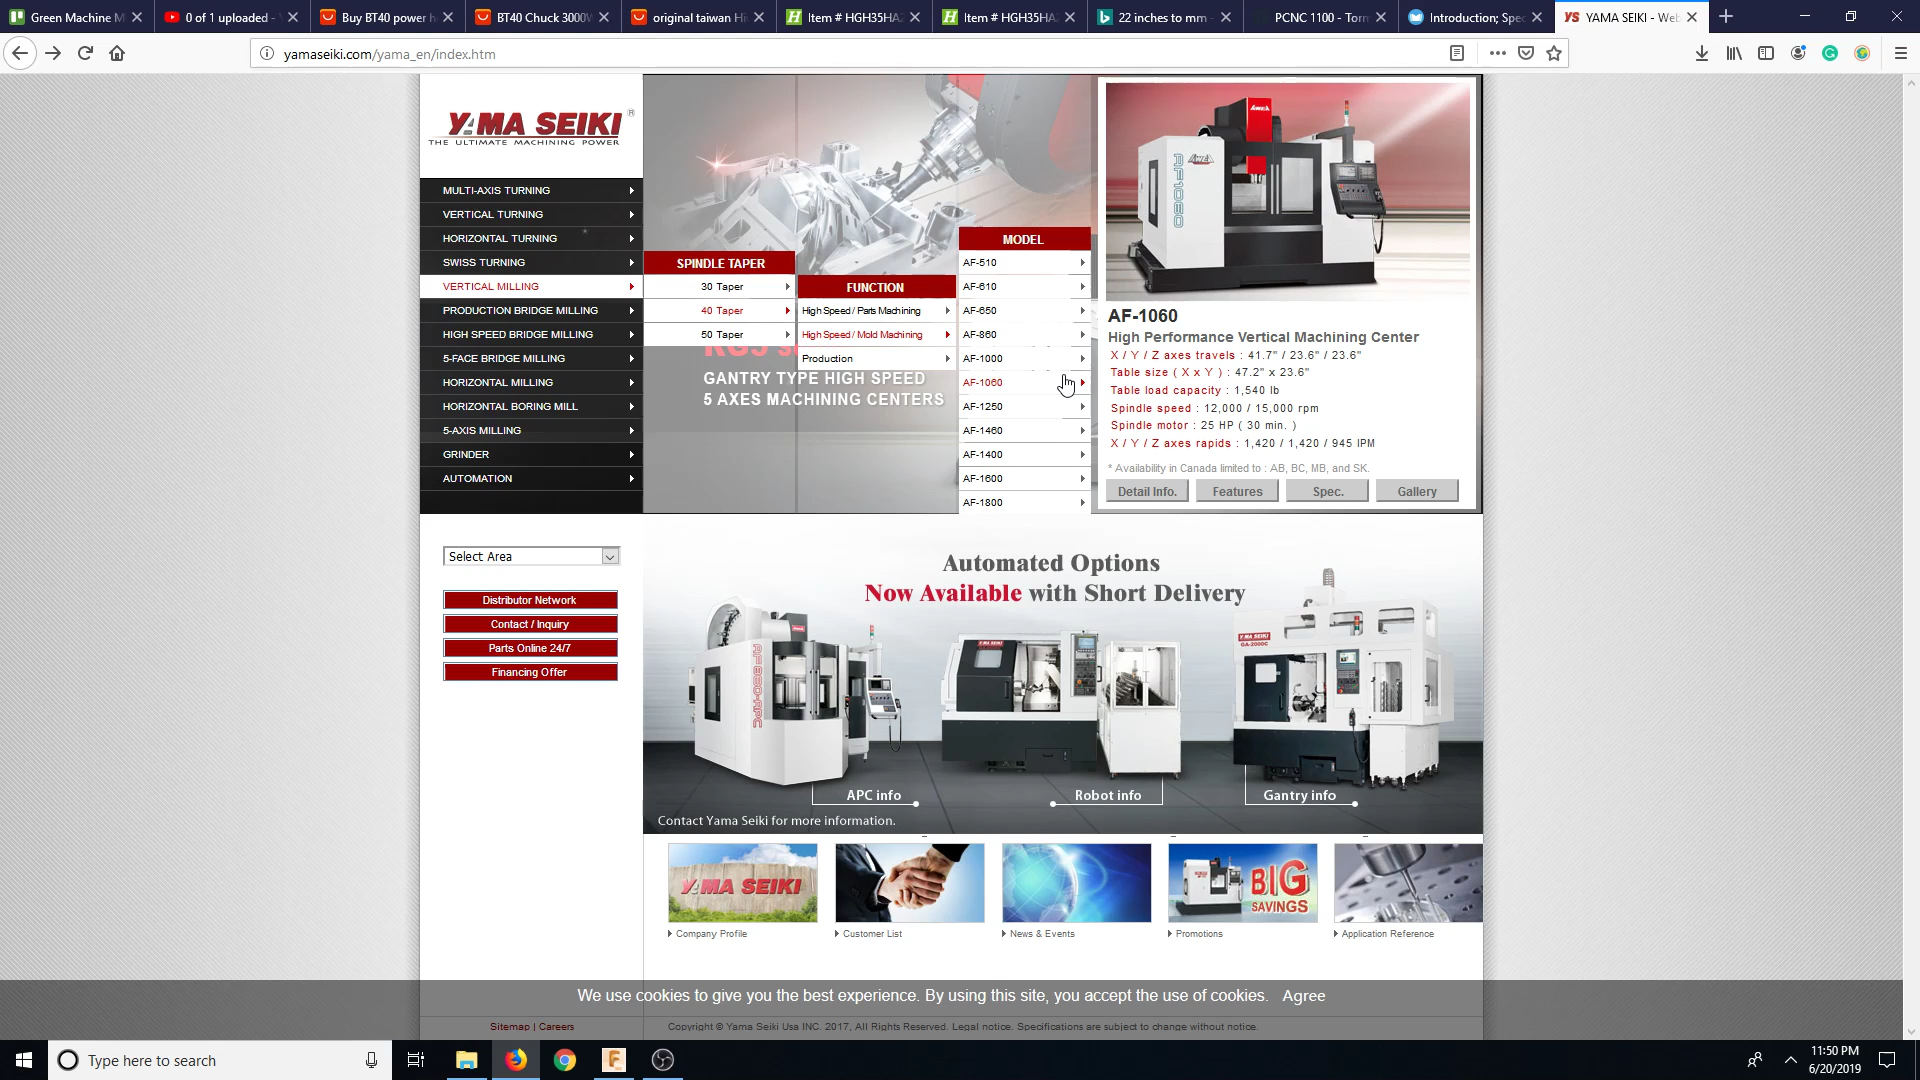 Green Machine M
0 of 1 uploaded -
Buy BT40 power h
BT40 Chuck 3000W
original taiwan Hi
Item # HGH35HA
Item # HGH35HA
22 inches to mm -
PCNC 1100 - Torm
Introduction; Spec
YAMA SEIKI - Web
yamaseiki.com/yama_en/index.htm
YAMA SEIKI ®
THE ULTIMATE MACHINING POWER
MULTI-AXIS TURNING
VERTICAL TURNING
HORIZONTAL TURNING
SWISS TURNING
VERTICAL MILLING
PRODUCTION BRIDGE MILLING
HIGH SPEED BRIDGE MILLING
5-FACE BRIDGE MILLING
HORIZONTAL MILLING
HORIZONTAL BORING MILL
5-AXIS MILLING
GRINDER
AUTOMATION
SPINDLE TAPER
30 Taper
40 Taper
50 Taper
FUNCTION
High Speed / Parts Machining
High Speed / Mold Machining
Production
GANTRY TYPE HIGH SPEED
5 AXES MACHINING CENTERS
MODEL
AF-510
AF-610
AF-650
AF-860
AF-1000
AF-1060
AF-1250
AF-1460
AF-1400
AF-1600
AF-1800
AWEA
AWEA
AF1060
AF-1060
High Performance Vertical Machining Center
X / Y / Z axes travels : 41.7" / 23.6" / 23.6"
Table size ( X x Y ) : 47.2" x 23.6"
Table load capacity : 1,540 lb
Spindle speed : 12,000 / 15,000 rpm
Spindle motor : 25 HP ( 30 min. )
X / Y / Z axes rapids : 1,420 / 1,420 / 945 IPM
* Availability in Canada limited to : AB, BC, MB, and SK.
Detail Info.
Features
Spec.
Gallery
Select Area
Distributor Network
Contact / Inquiry
Parts Online 24/7
Financing Offer
Automated Options
Now Available with Short Delivery
YAMA SEIKI
YAMA SEIKI
GA-2000C
APC info
Robot info
Gantry info
Contact Yama Seiki for more information.
YAMA SEIKI
BIG
SAVINGS
Company Profile
Customer List
News & Events
Promotions
Application Reference
We use cookies to give you the best experience. By using this site, you accept the use of cookies. Agree
Sitemap | Careers
Copyright © Yama Seiki Usa INC. 2017, All Rights Reserved. Legal notice. Specifications are subject to change without notice.
Type here to search
11:50 PM
6/20/2019